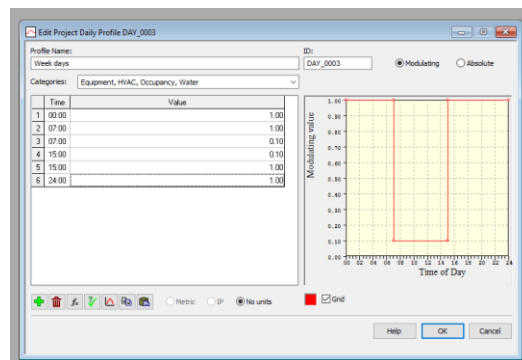 Edit Project Daily Profile DAY_0003
Profile Name: ID:
Week days DAY_0003 Modulating Absolute
Categories: Equipment, HVAC, Occupancy, Water
Time Value
1 00:00 1.00
2 07:00 1.00
3 07:00 0.10
4 15:00 0.10
5 15:00 1.00
6 24:00 1.00
Modulating value
1.00
0.90
0.80
0.70
0.60
0.50
0.40
0.30
0.20
0.10
0.00
00 02 04 06 08 10 12 14 16 18 20 22 24
Time of Day
Metric IP No units Grid
Help OK Cancel